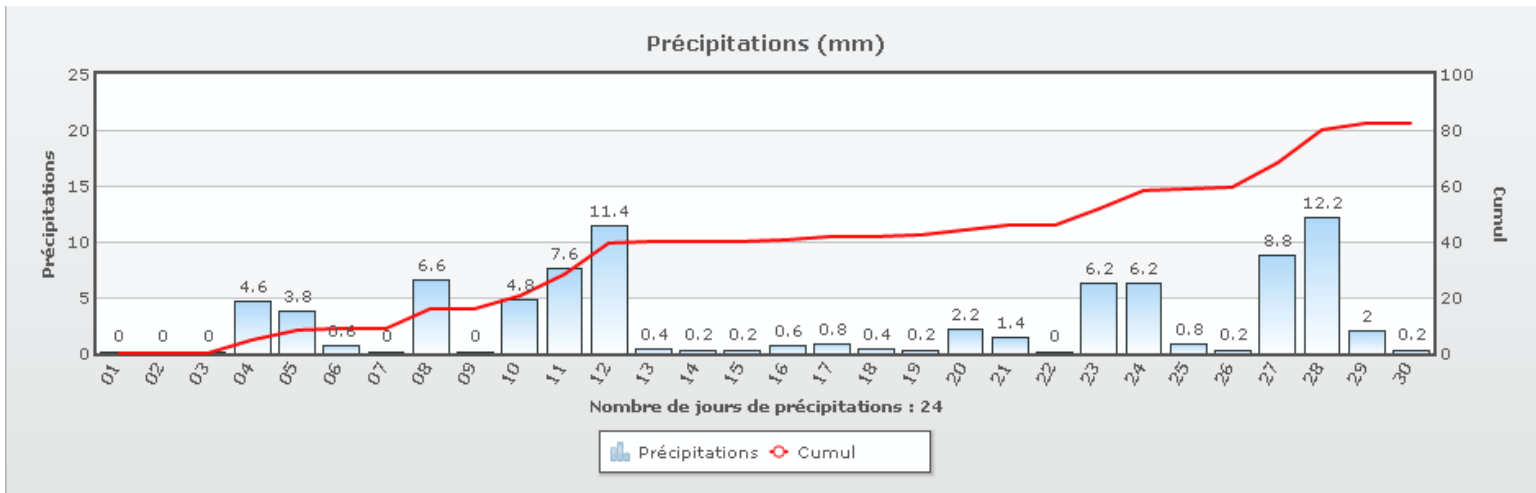 Précipitations (mm)
25
20
15
10
5
0
Précipitations
100
80
60
40
20
0
Cumul
0 0 0 4.6 3.8 0.6 0 6.6 0 4.8 7.6 11.4 0.4 0.2 0.2 0.6 0.8 0.4 0.2 2.2 1.4 0 6.2 6.2 0.8 0.2 8.8 12.2 2 0.2
01 02 03 04 05 06 07 08 09 10 11 12 13 14 15 16 17 18 19 20 21 22 23 24 25 26 27 28 29 30
Nombre de jours de précipitations : 24
Précipitations Cumul